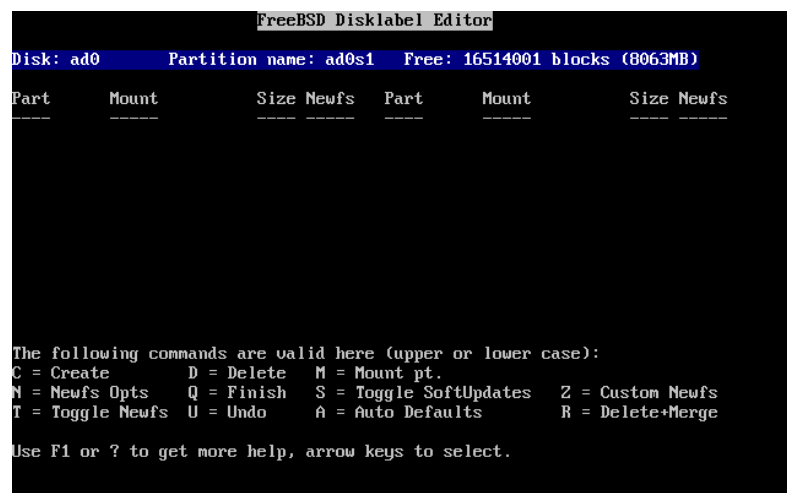 FreeBSD Disklabel Editor
Disk: ad0 Partition name: ad0s1 Free: 16514001 blocks (8063MB)
Part Mount Size Newfs Part Mount Size Newfs
---- ----- ---- ----- ---- ----- ---- -----
The following commands are valid here (upper or lower case):
C = Create D = Delete M = Mount pt.
N = Newfs Opts Q = Finish S = Toggle SoftUpdates Z = Custom Newfs
T = Toggle Newfs U = Undo A = Auto Defaults R = Delete+Merge
Use F1 or ? to get more help, arrow keys to select.